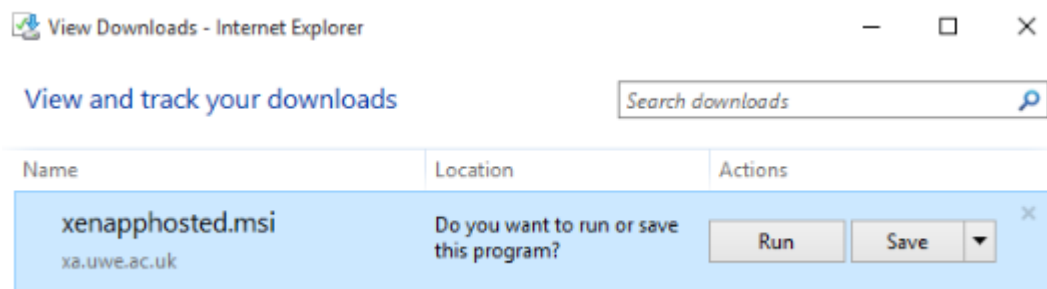 View Downloads - Internet Explorer
View and track your downloads
Search downloads
Name Location Actions
xenapphosted.msi
xa.uwe.ac.uk
Do you want to run or save
this program?
Run Save